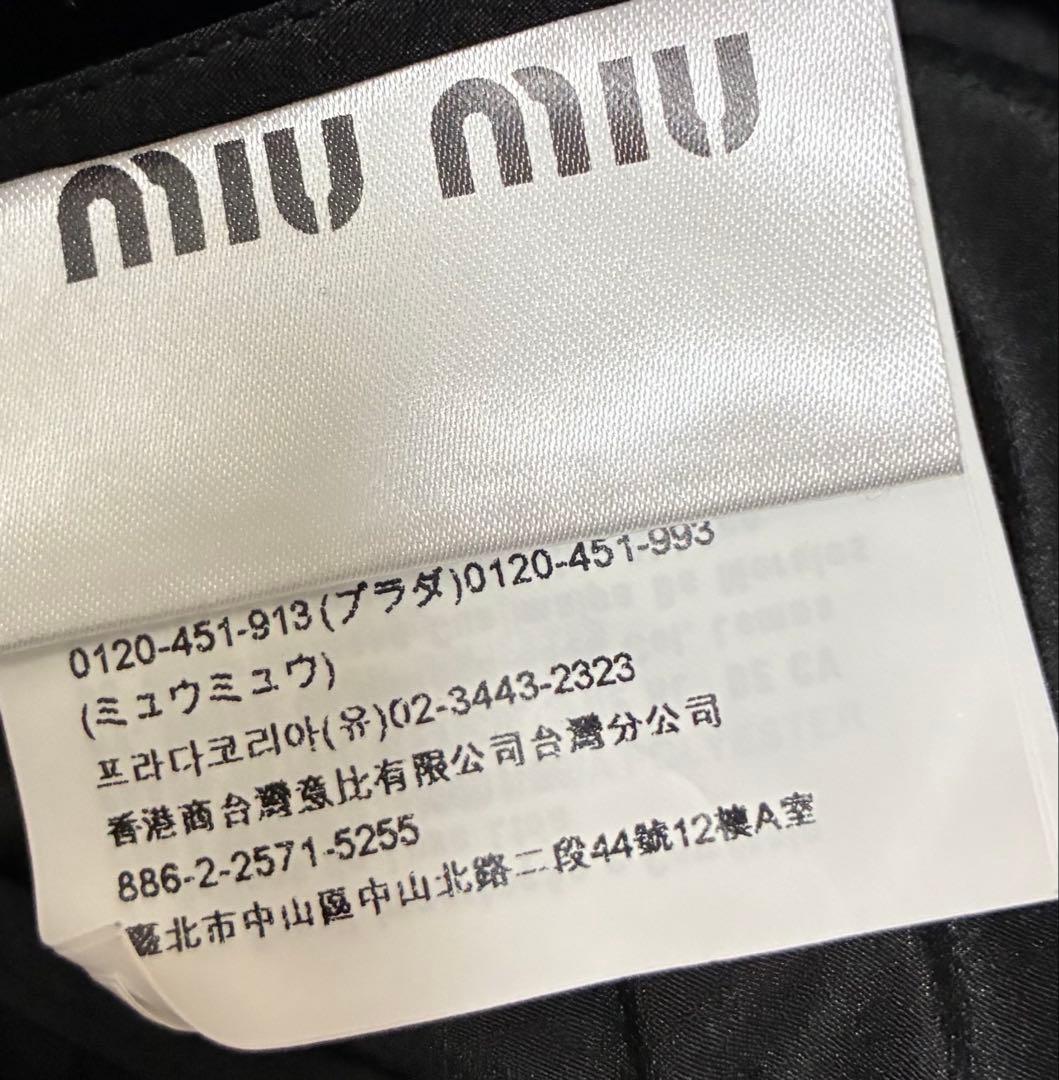 MIU MIU
0120-451-913(プラダ)0120-451-993
(ミュウミュウ)
프라다코리아(유)02-3443-2323
香港商台灣意比有限公司台灣分公司
886-2-2571-5255
臺北市中山區中山北路二段44號12樓A室